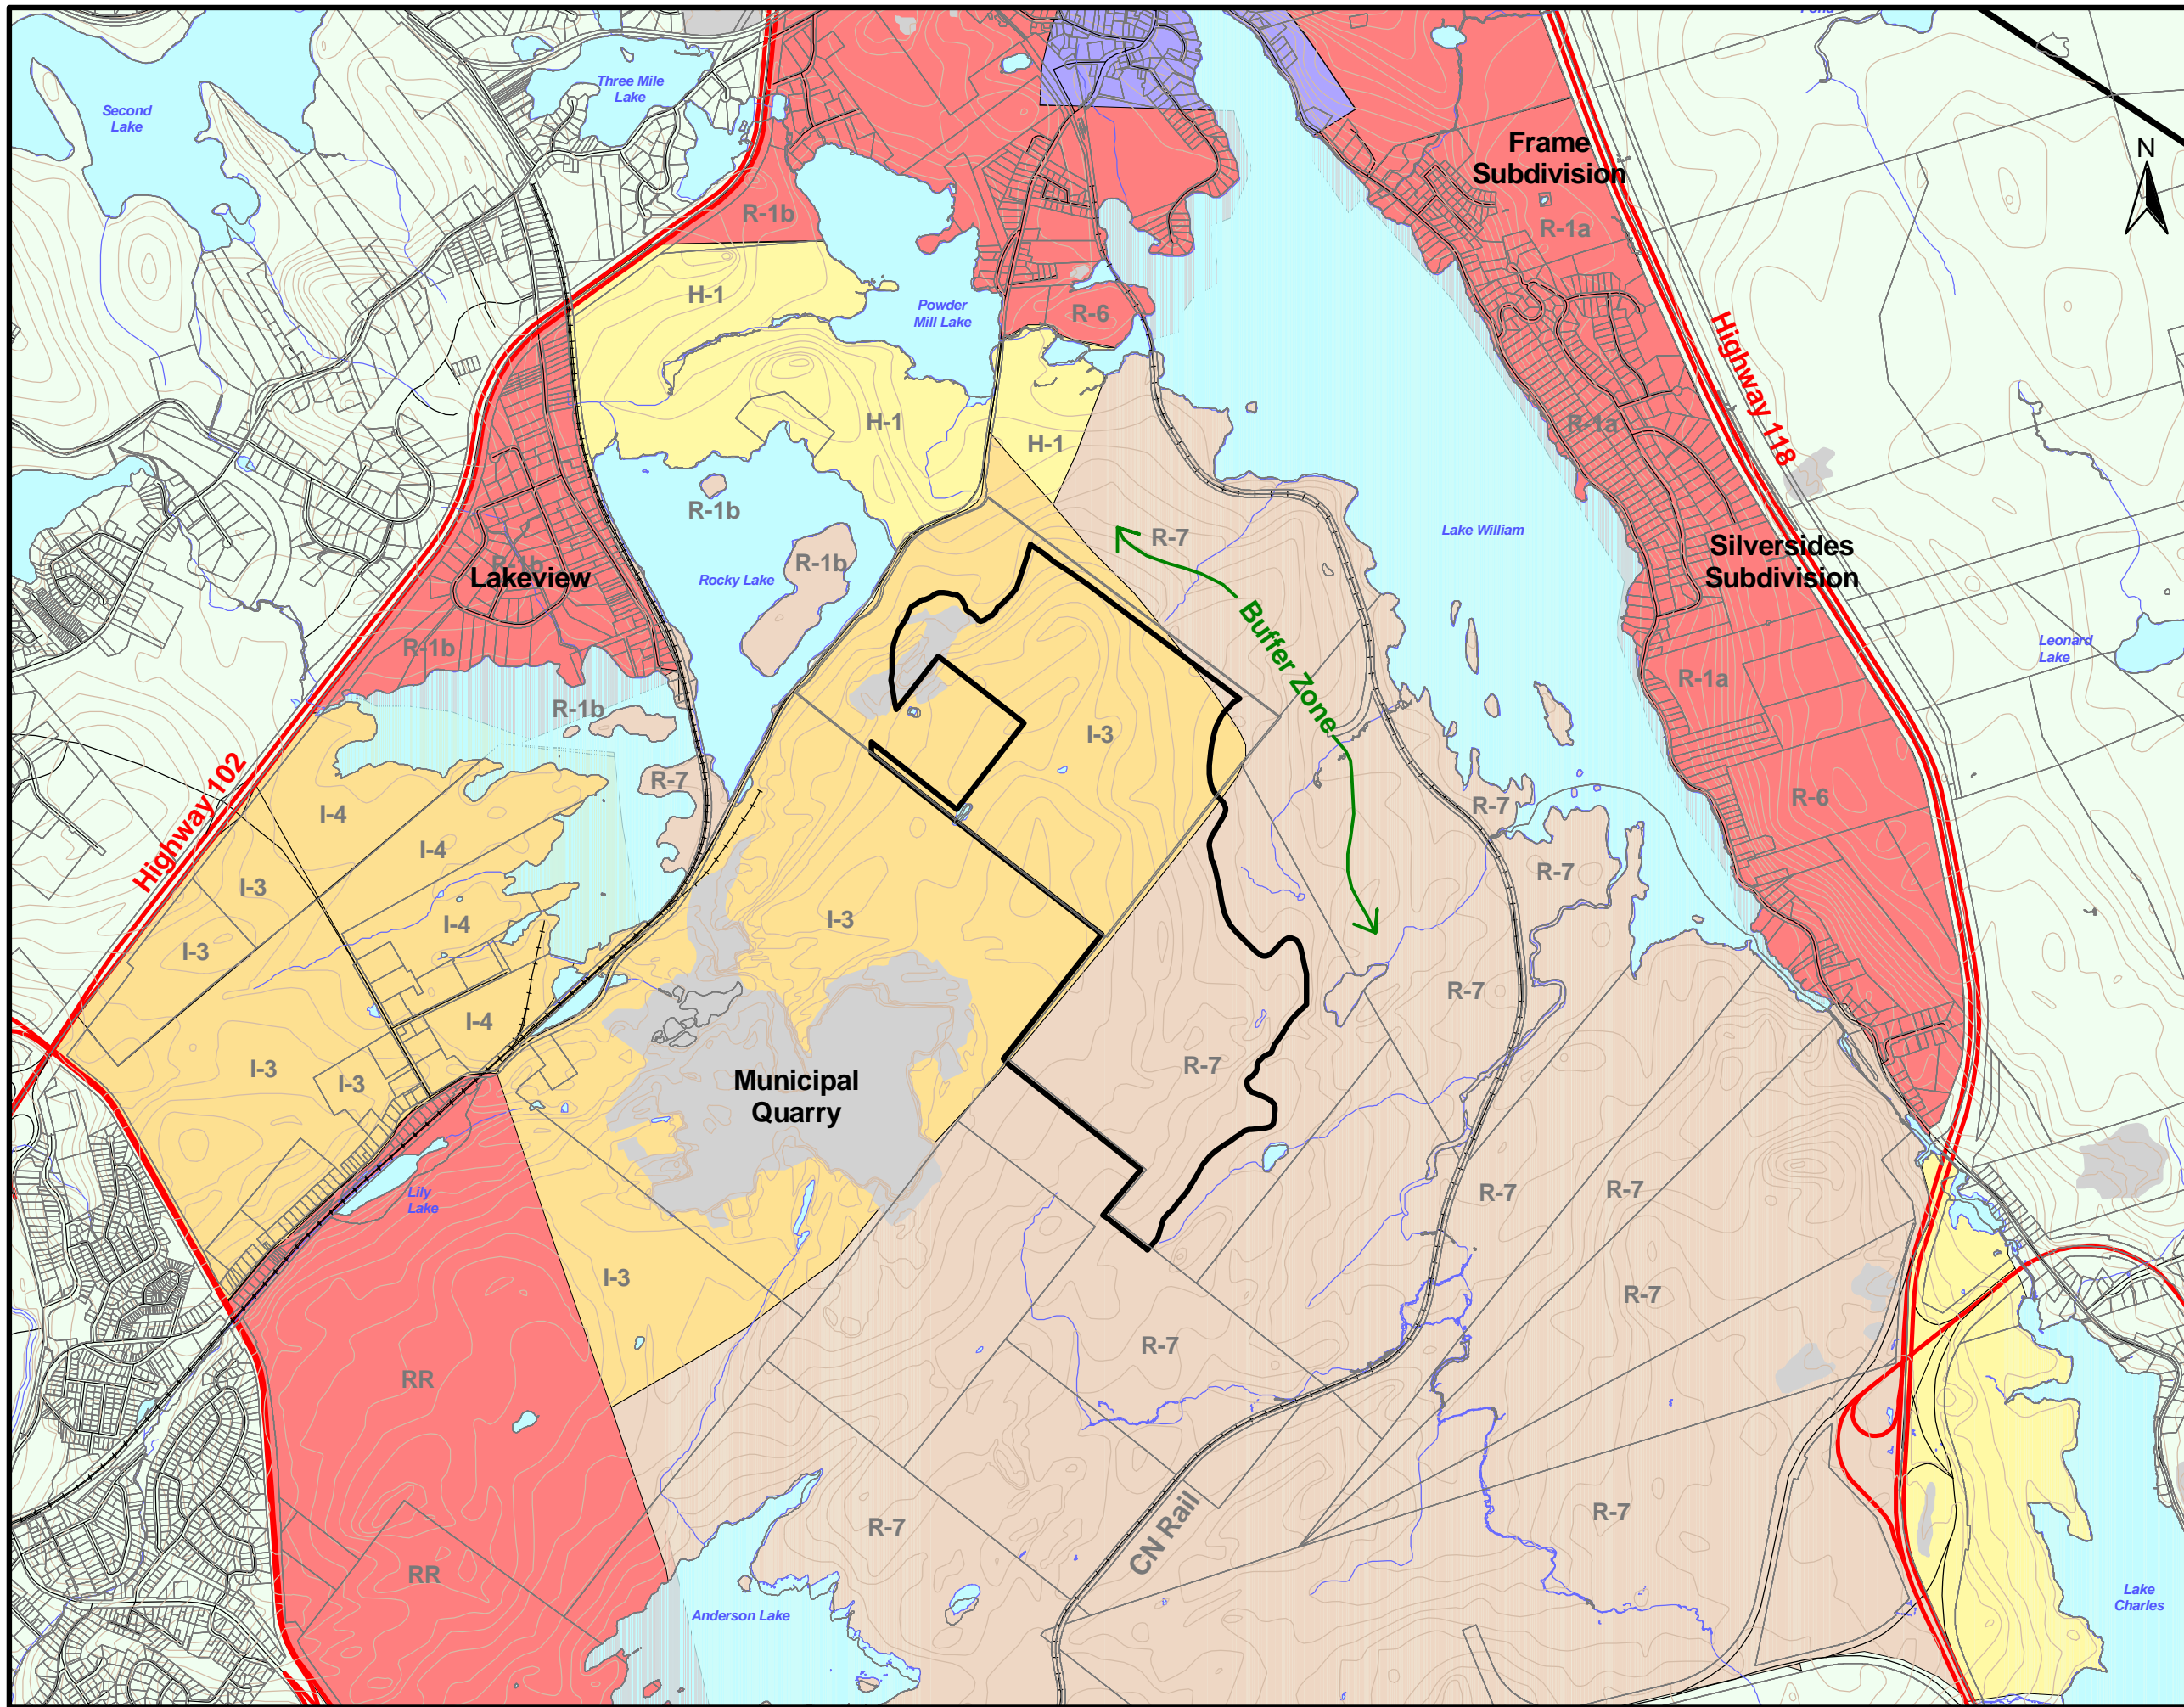 Pond
Second
Lake
Three Mile
Lake
Frame
Subdivision
N
R-1b
R-1a
H-1
Powder
Mill Lake
R-6
Highway 118
H-1
R-1a
H-1
R-1b
R-7
Lake William
Silversides
Subdivision
R-1b
Lakeview
Rocky Lake
R-1b
Buffer Zone
Leonard
Lake
R-1b
R-1a
R-1b
I-3
Highway 102
R-7
R-7
R-6
I-4
I-4
R-7
I-3
I-4
I-3
I-3
R-7
I-4
I-3
I-3
R-7
Municipal
Quarry
Lily
Lake
R-7
R-7
I-3
R-7
R-7
RR
R-7
R-7
CN Rail
RR
Anderson Lake
Lake
Charles